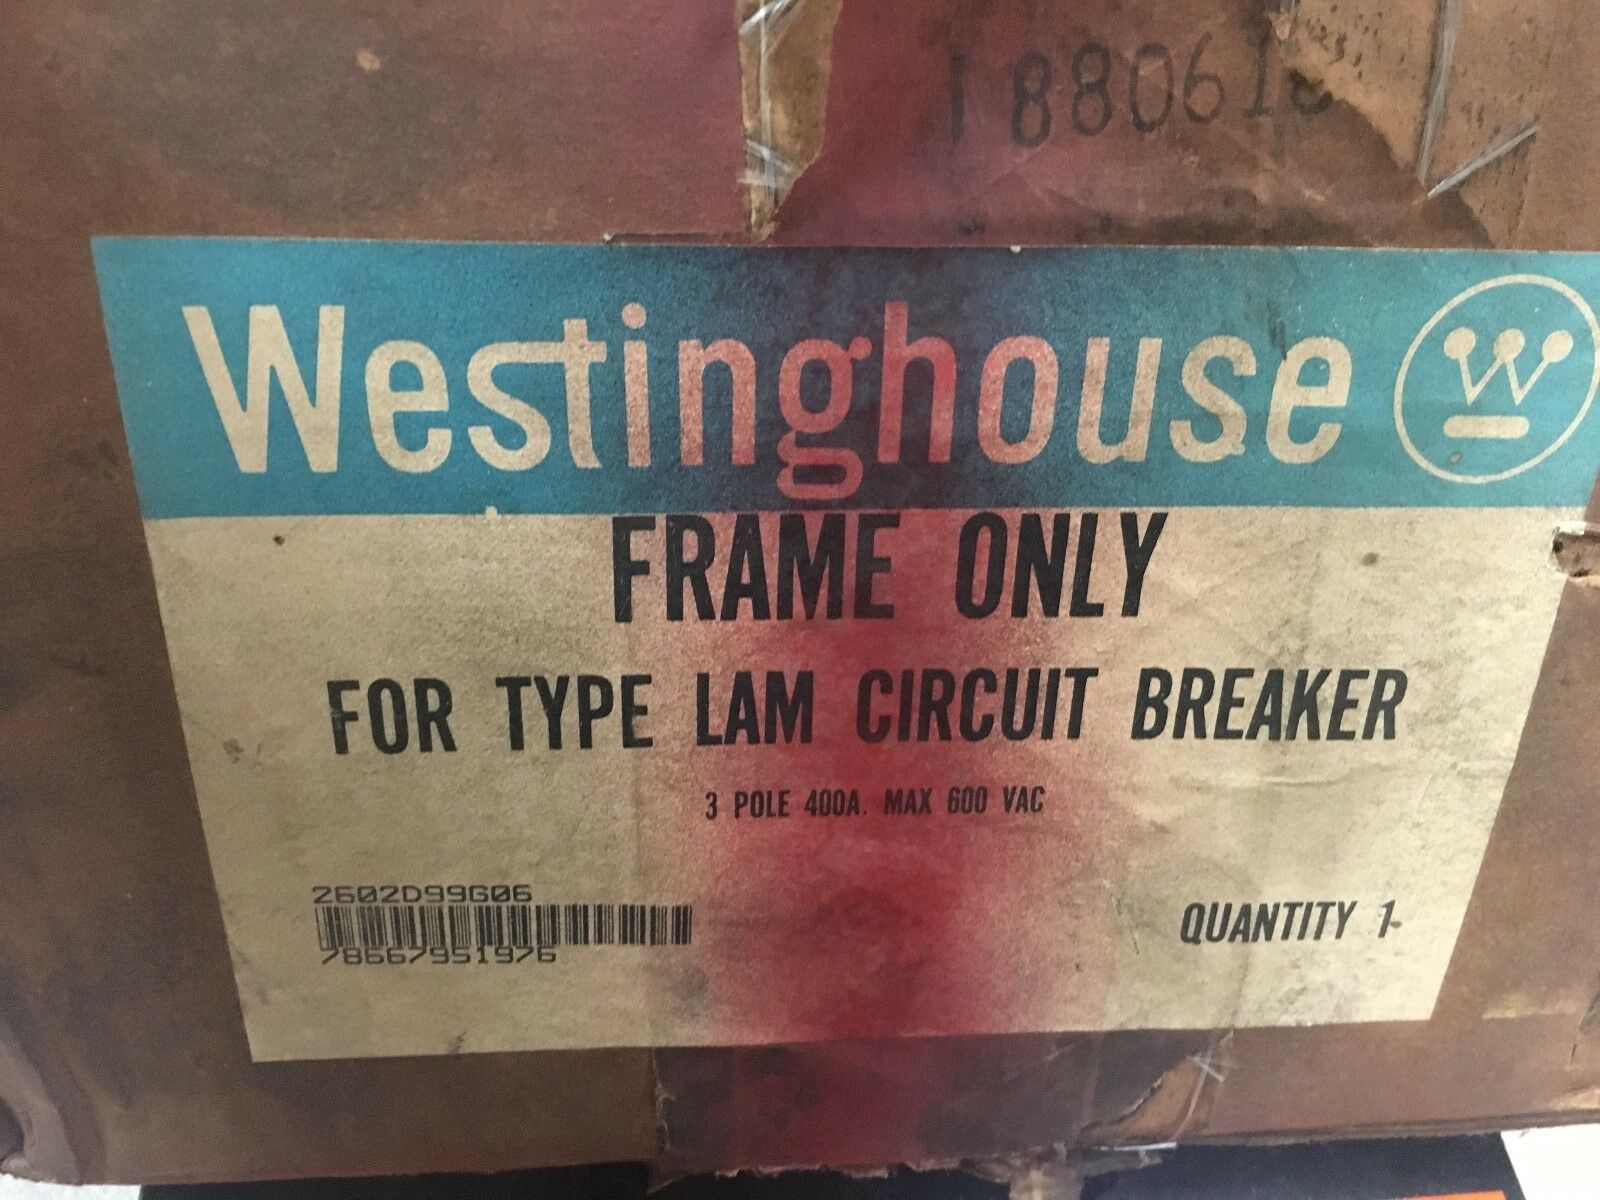 Westinghouse
FRAME ONLY
FOR TYPE LAM CIRCUIT BREAKER
3 POLE 400A. MAX 600 VAC
2602D99G06
78667951976
QUANTITY 1